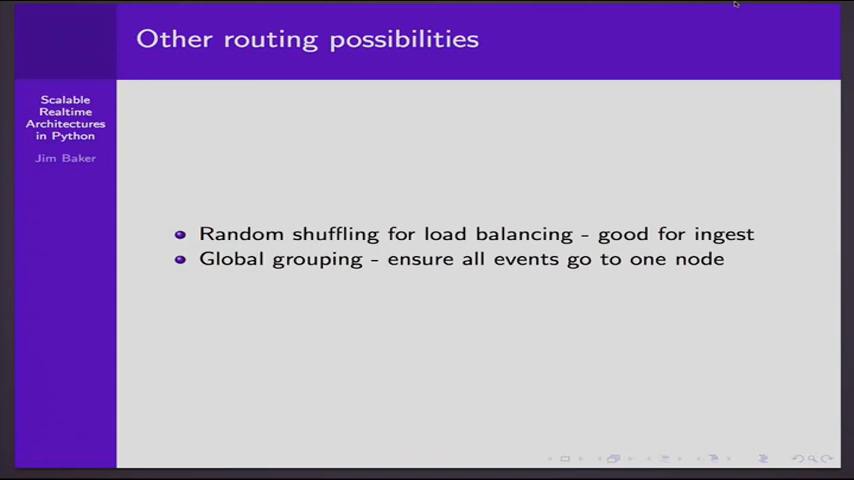 Other routing possibilities
Scalable
Realtime
Architectures
in Python
Jim Baker
Random shuffling for load balancing - good for ingest
Global grouping - ensure all events go to one node